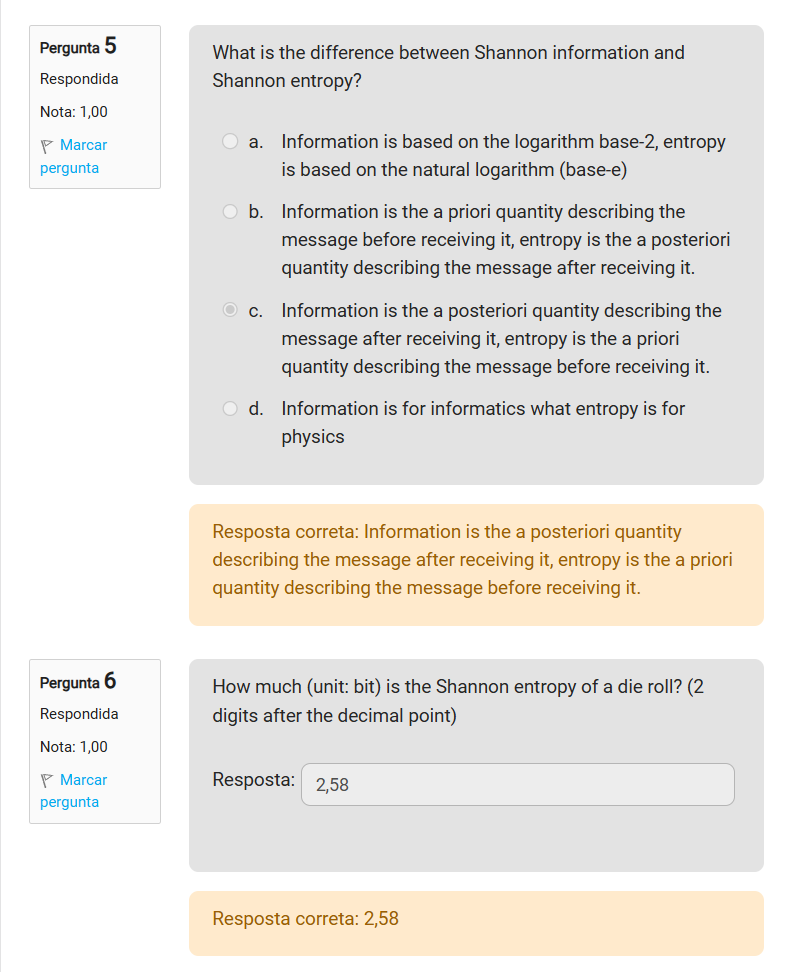 Pergunta 5
Respondida
Nota: 1,00
Marcar
pergunta
What is the difference between Shannon information and
Shannon entropy?
a. Information is based on the logarithm base-2, entropy
is based on the natural logarithm (base-e)
b. Information is the a priori quantity describing the
message before receiving it, entropy is the a posteriori
quantity describing the message after receiving it.
c. Information is the a posteriori quantity describing the
message after receiving it, entropy is the a priori
quantity describing the message before receiving it.
d. Information is for informatics what entropy is for
physics
Resposta correta: Information is the a posteriori quantity
describing the message after receiving it, entropy is the a priori
quantity describing the message before receiving it.
Pergunta 6
Respondida
Nota: 1,00
Marcar
pergunta
How much (unit: bit) is the Shannon entropy of a die roll? (2
digits after the decimal point)
Resposta: 2,58
Resposta correta: 2,58